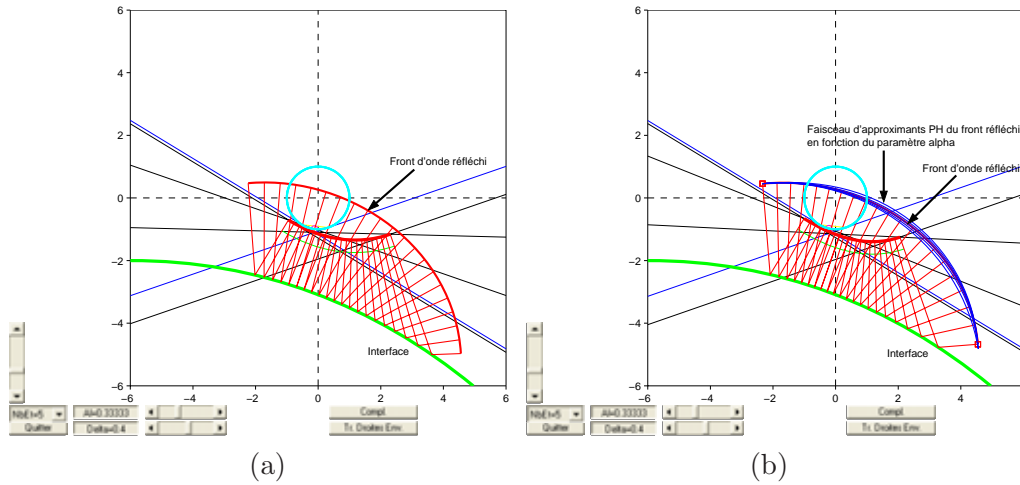 6
4
2
0
−2
−4
−6
−6
−4
−2
0
2
4
6
Front d'onde réfléchi
Interface
NbEt=5
Al=0.33333
Quitter
Delta=0.4
Compl.
Tr. Droites Env.
(a)
6
4
2
0
−2
−4
−6
−6
−4
−2
0
2
4
6
Faisceau d'approximants PH du front réfléchi
en fonction du paramètre alpha
Front d'onde réfléchi
Interface
NbEt=5
Al=0.33333
Quitter
Delta=0.4
Compl.
Tr. Droites Env.
(b)